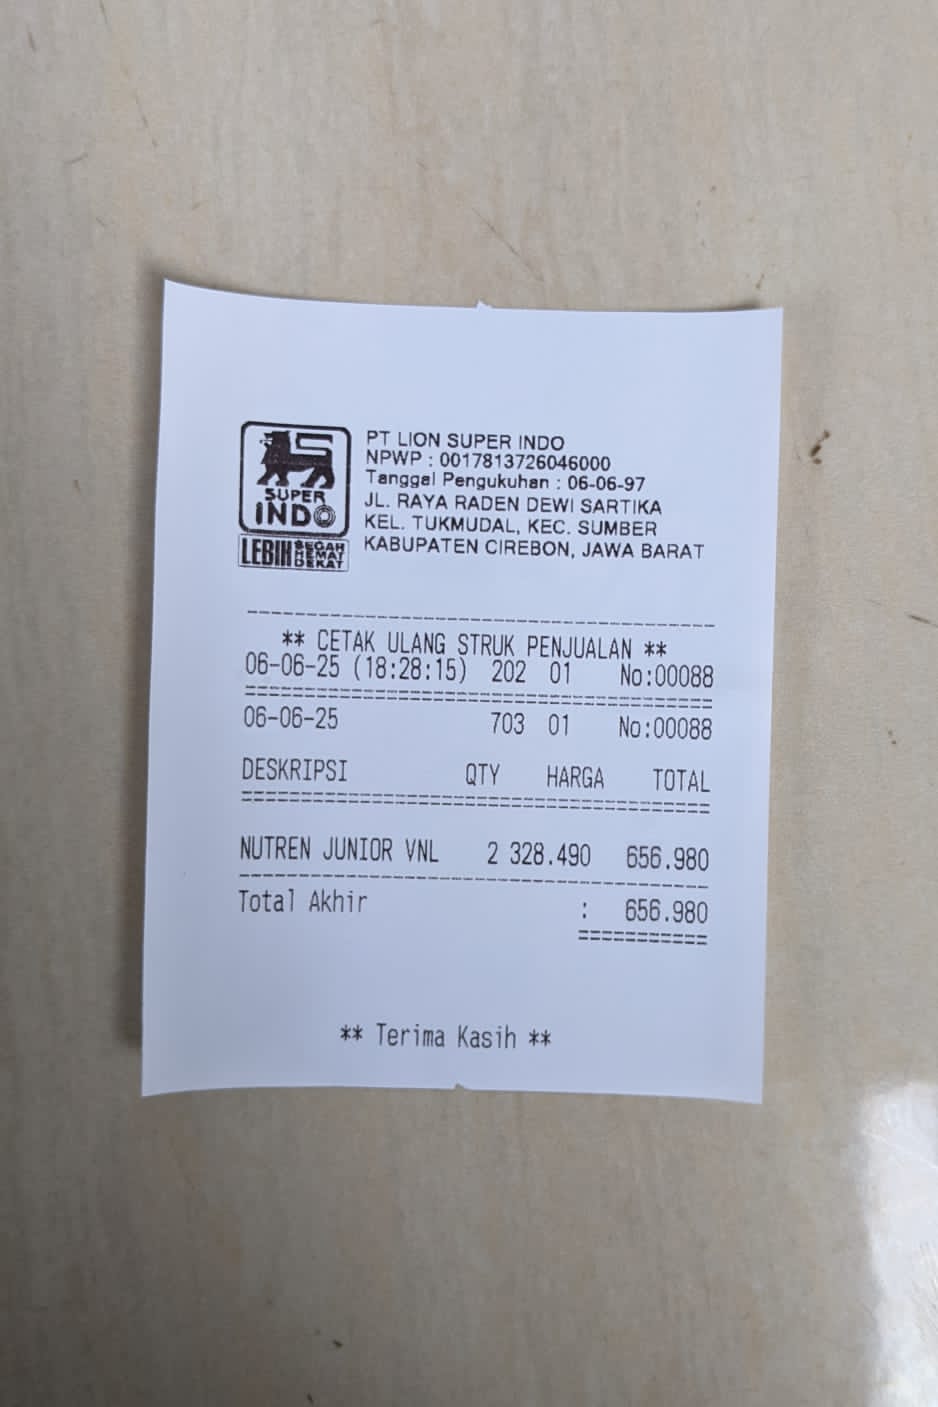 SUPER
INDO
LEBIH SEGAR HEMAT DEKAT
PT LION SUPER INDO
NPWP : 0017813726046000
Tanggal Pengukuhan : 06-06-97
JL. RAYA RADEN DEWI SARTIKA
KEL. TUKMUDAL, KEC. SUMBER
KABUPATEN CIREBON, JAWA BARAT
** CETAK ULANG STRUK PENJUALAN **
06-06-25 (18:28:15) 202 01 No:00088
06-06-25 703 01 No:00088
DESKRIPSI QTY HARGA TOTAL
NUTREN JUNIOR VNL 2 328.490 656.980
Total Akhir : 656.980
** Terima Kasih **